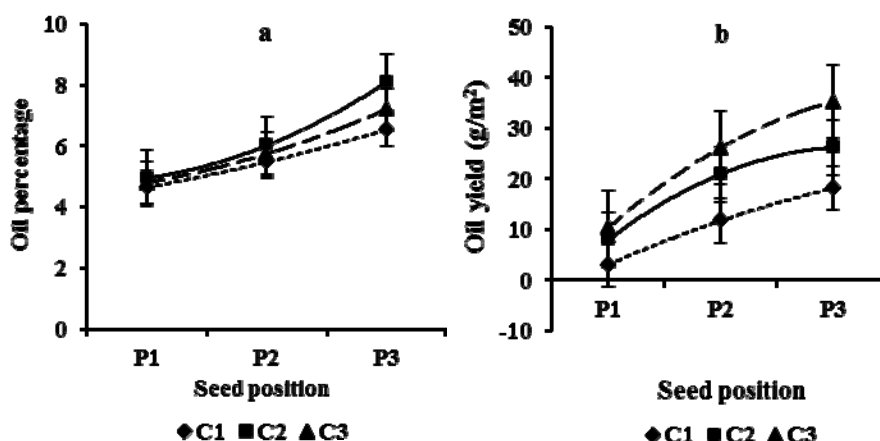 a
Oil percentage
10
8
6
4
2
0
P1 P2 P3
Seed position
C1 C2 C3
b
Oil yield (g/m²)
50
40
30
20
10
0
-10
P1 P2 P3
Seed position
C1 C2 C3